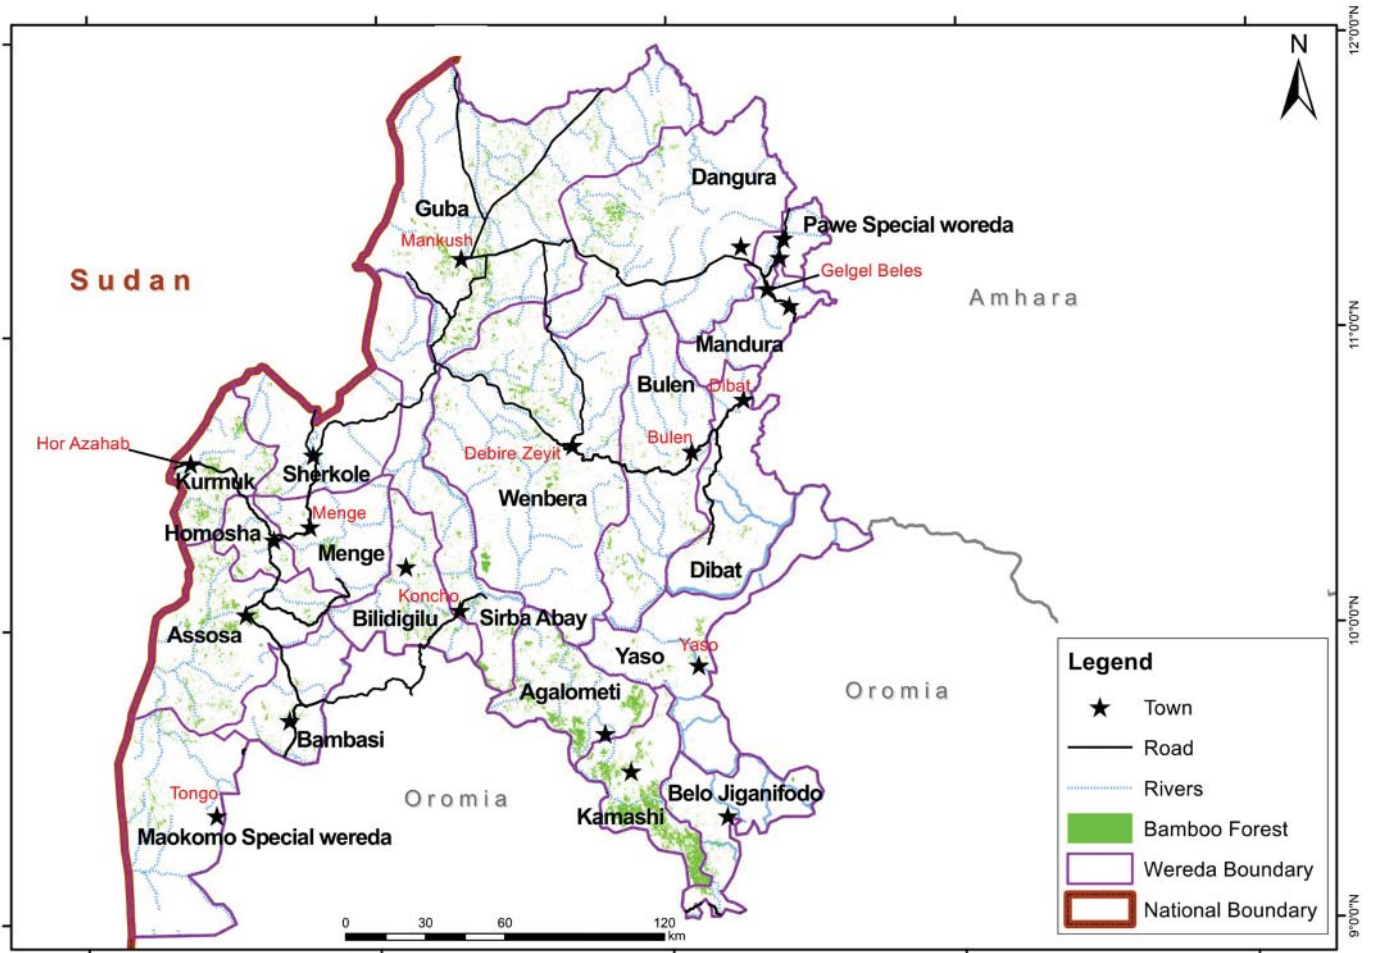 N
12°0'0"N
Dangura
Guba
Pawe Special woreda
Mankush
Sudan
Gelgel Beles
Amhara
11°0'0"N
Mandura
Bulen
Dibat
Hor Azahab
Bulen
Debire Zeyit
Sherkole
Kurmuk
Wenbera
Menge
Homosha
Menge
Dibat
Koncho
Bilidigilu
Sirba Abay
10°0'0"N
Assosa
Yaso
Yaso
Agalometi
Oromia
Bambasi
Oromia
Tongo
Belo Jiganifodo
Kamashi
Maokomo Special wereda
Legend
Town
Road
Rivers
Bamboo Forest
Wereda Boundary
National Boundary
9°0'0"N
0 30 60 120
km